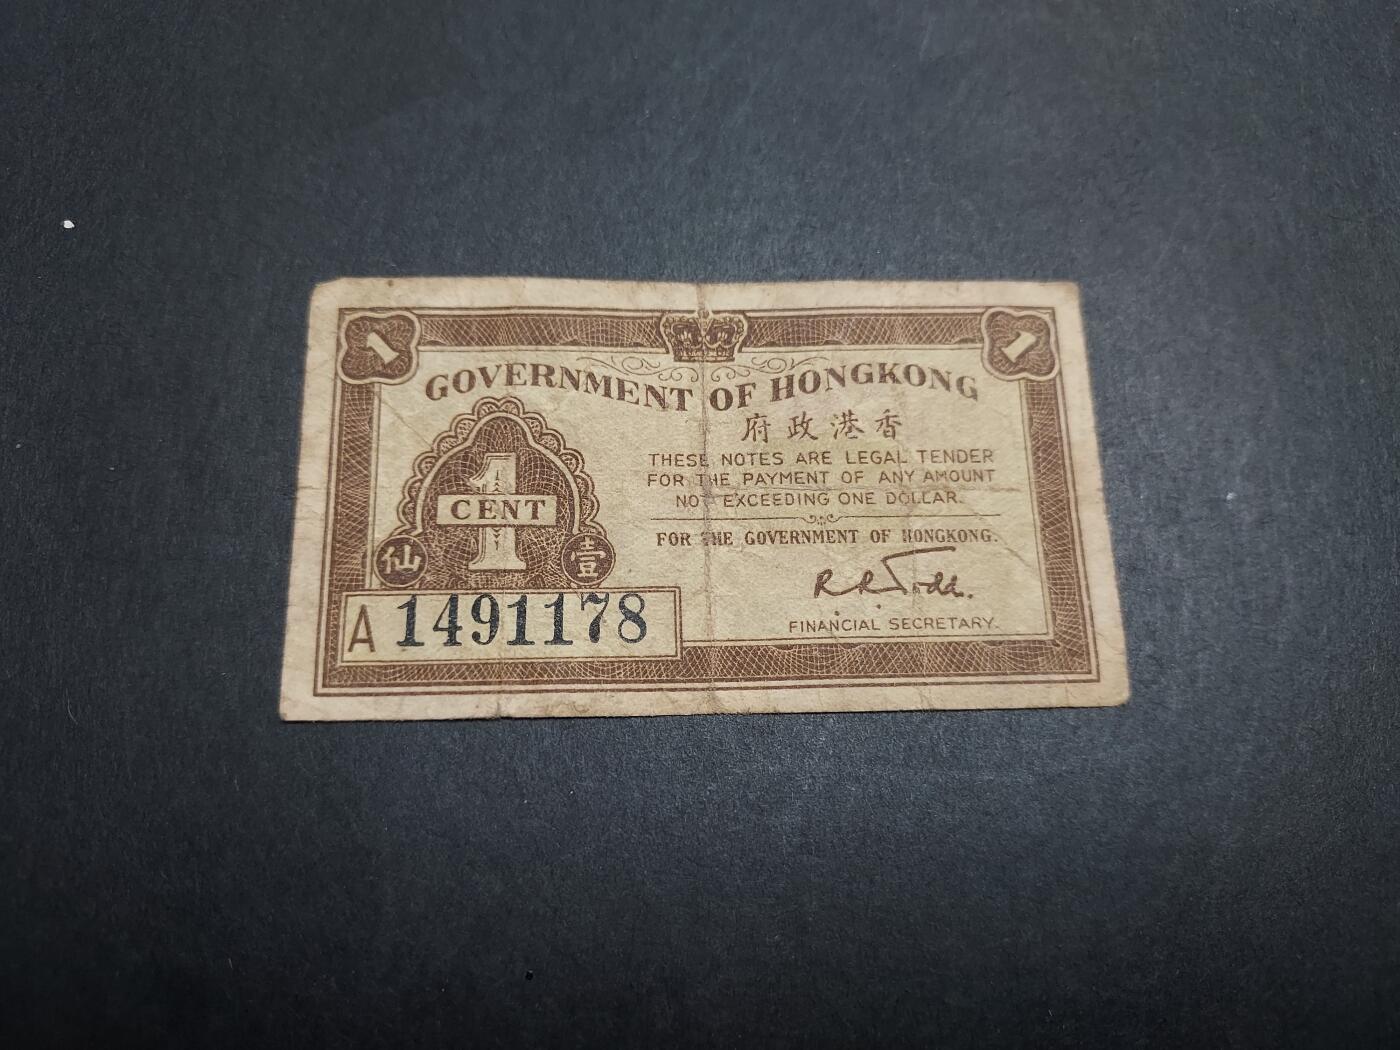 1 1
GOVERNMENT OF HONGKONG
府政港香
THESE NOTES ARE LEGAL TENDER
FOR THE PAYMENT OF ANY AMOUNT
NOT EXCEEDING ONE DOLLAR.
FOR THE GOVERNMENT OF HONGKONG.
R. R. Todd.
FINANCIAL SECRETARY.
1
CENT
仙 壹
A 1491178